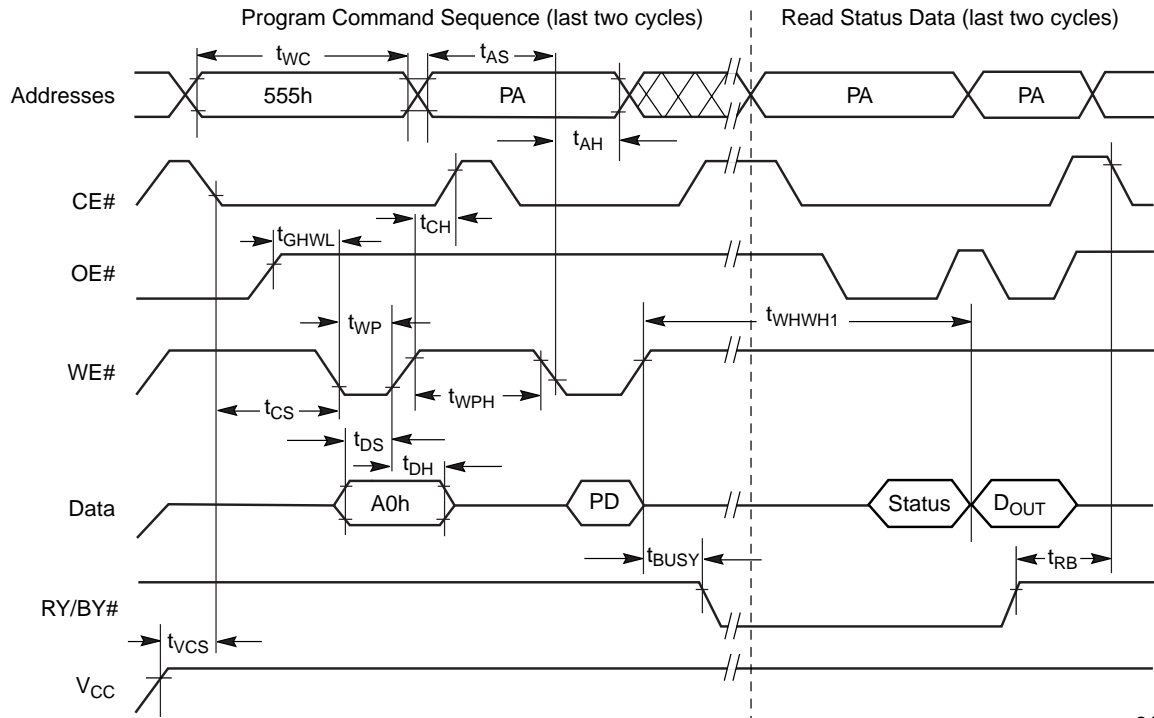 Program Command Sequence (last two cycles) Read Status Data (last two cycles)
tWC tAS
Addresses 555h PA PA PA
tAH
CE#
tCH
tGHWL
OE#
tWP tWHWH1
WE#
tCS tWPH
tDS
tDH
Data A0h PD Status DOUT
tBUSY tRB
RY/BY#
tVCS
VCC